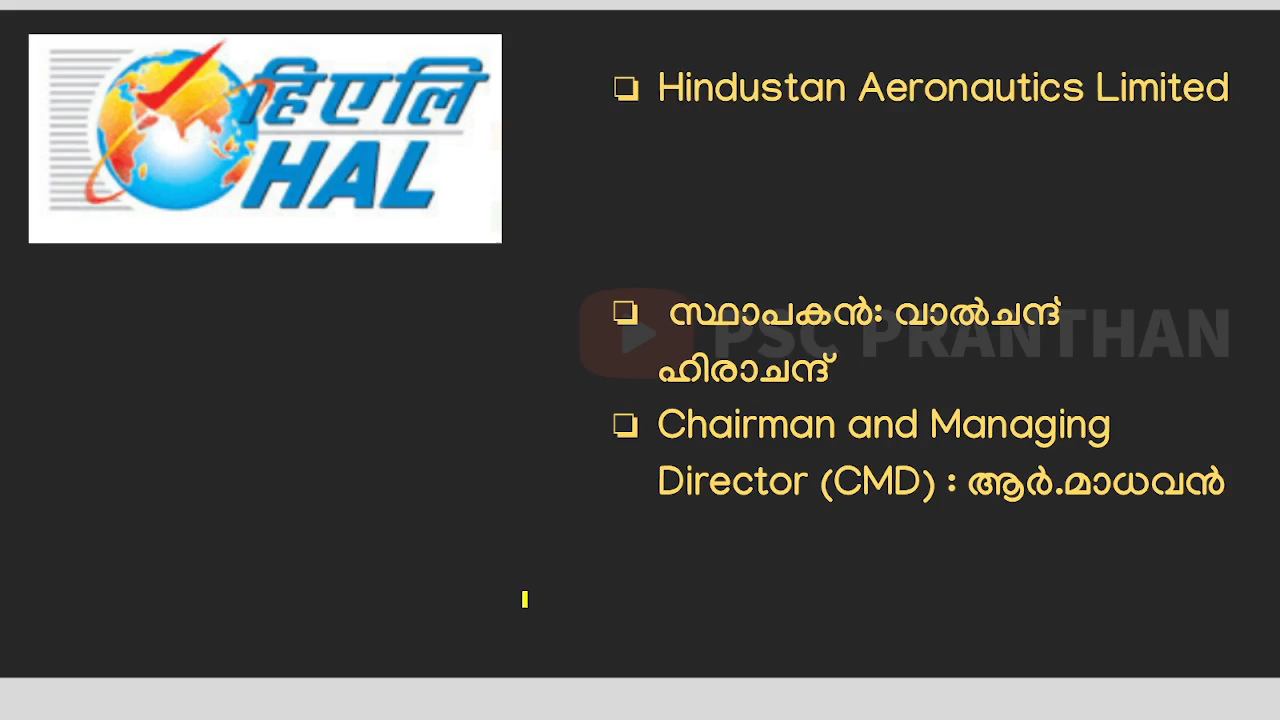 हिएलि
HAL
❏ Hindustan Aeronautics Limited
❏ സ്ഥാപകൻ: വാൽചന്ദ്
ഹിരാചന്ദ്
PSC PRANTHAN
❏ Chairman and Managing
Director (CMD) : ആർ.മാധവൻ